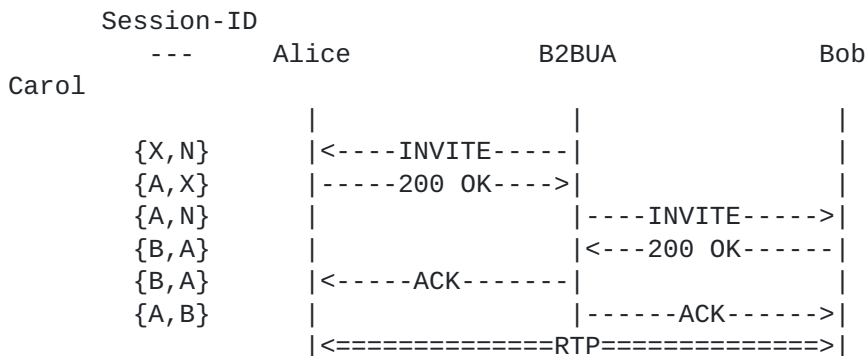 Session-ID
         ---     Alice            B2BUA             Bob
Carol
                   |                |                |
        {X,N}      |<----INVITE-----|                |
        {A,X}      |-----200 OK---->|                |
        {A,N}      |                |----INVITE----->|
        {B,A}      |                |<---200 OK------|
        {B,A}      |<-----ACK-------|                |
        {A,B}      |                |------ACK------>|
                   |<==============RTP==============>|